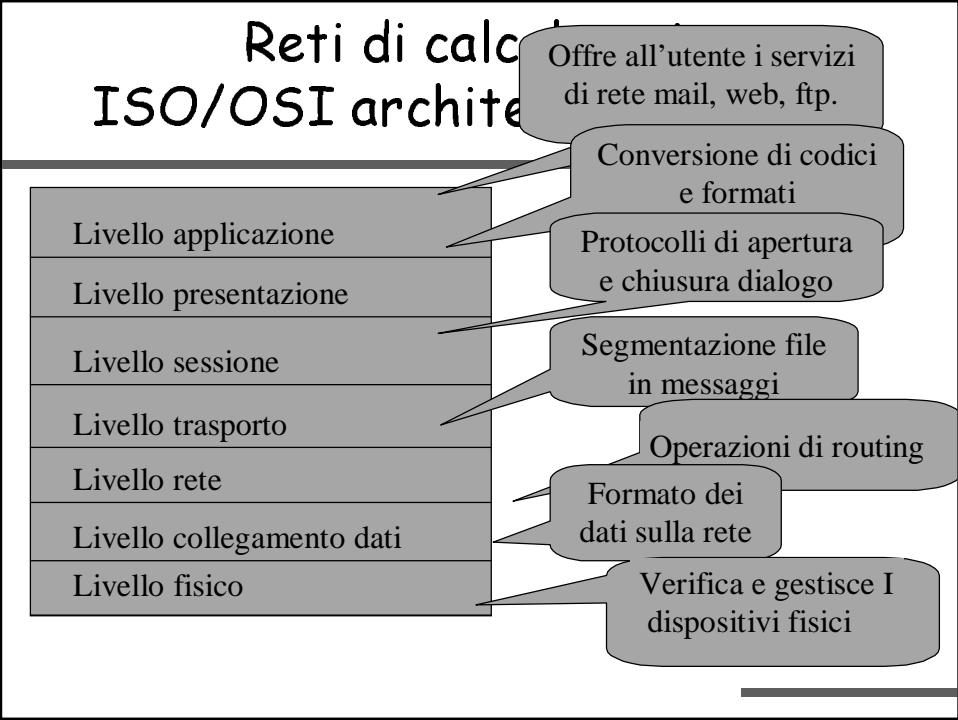 Reti di calc
ISO/OSI archite
Offre all’utente i servizi
di rete mail, web, ftp.
Conversione di codici
e formati
Protocolli di apertura
e chiusura dialogo
Segmentazione file
in messaggi
Operazioni di routing
Formato dei
dati sulla rete
Verifica e gestisce I
dispositivi fisici
Livello applicazione
Livello presentazione
Livello sessione
Livello trasporto
Livello rete
Livello collegamento dati
Livello fisico